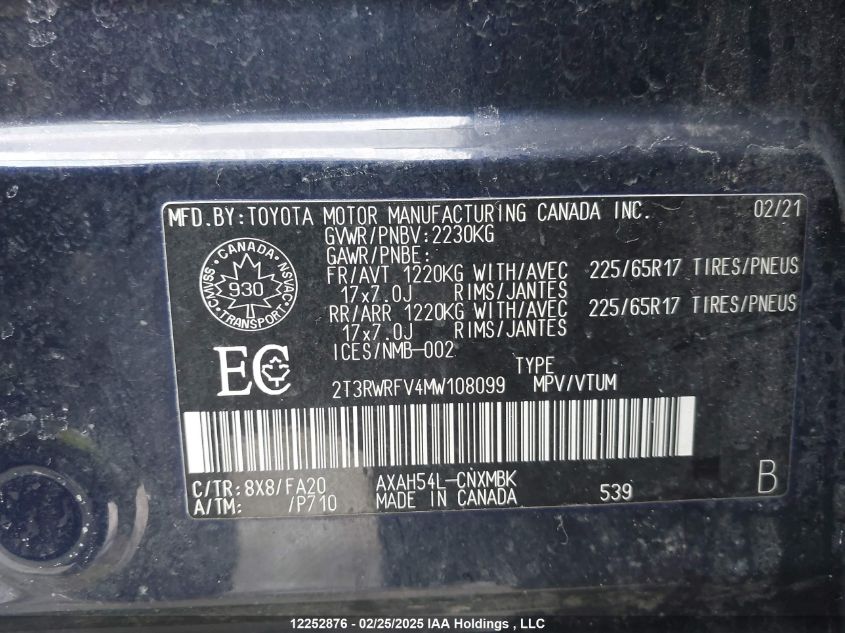 MFD.BY:TOYOTA MOTOR MANUFACTURING CANADA INC. 02/21
GVWR/PNBV:2230KG
GAWR/PNBE:
FR/AVT 1220KG WITH/AVEC 225/65R17 TIRES/PNEUS
17x7.0J RIMS/JANTES
RR/ARR 1220KG WITH/AVEC 225/65R17 TIRES/PNEUS
17x7.0J RIMS/JANTES
ICES/NMB-002
CANADA
CMVSS NSVAC
930
TRANSPORT
EC
TYPE
2T3RWRFV4MW108099 MPV/VTUM
C/TR:8X8/FA20 AXAH54L-CNXMBK
A/TM: /P710 MADE IN CANADA 539 B
12252876 - 02/25/2025 IAA Holdings , LLC